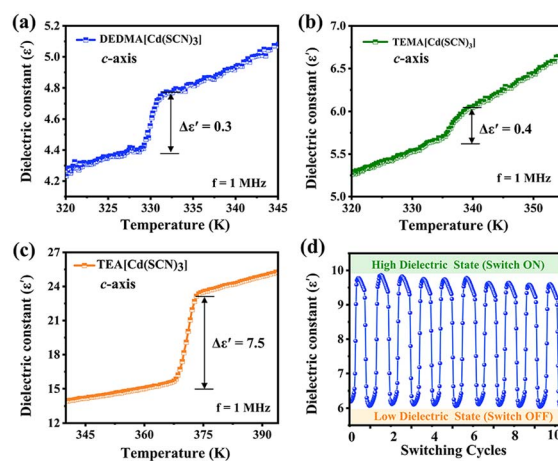 (a)
DEDMA[Cd(SCN)₃]
c-axis
Δε′ = 0.3
f = 1 MHz
Dielectric constant (ε′)
5.2
4.8
4.4
4.0
320 325 330 335 340 345
Temperature (K)
(b)
TEMA[Cd(SCN)₃]
c-axis
Δε′ = 0.4
f = 1 MHz
Dielectric constant (ε′)
7.0
6.5
6.0
5.5
5.0
320 330 340 350
Temperature (K)
(c)
TEA[Cd(SCN)₃]
c-axis
Δε′ = 7.5
f = 1 MHz
Dielectric constant (ε′)
27
24
21
18
15
12
345 360 375 390
Temperature (K)
(d)
High Dielectric State (Switch ON)
Low Dielectric State (Switch OFF)
Dielectric constant (ε′)
10
9
8
7
6
0 2 4 6 8 10
Switching Cycles